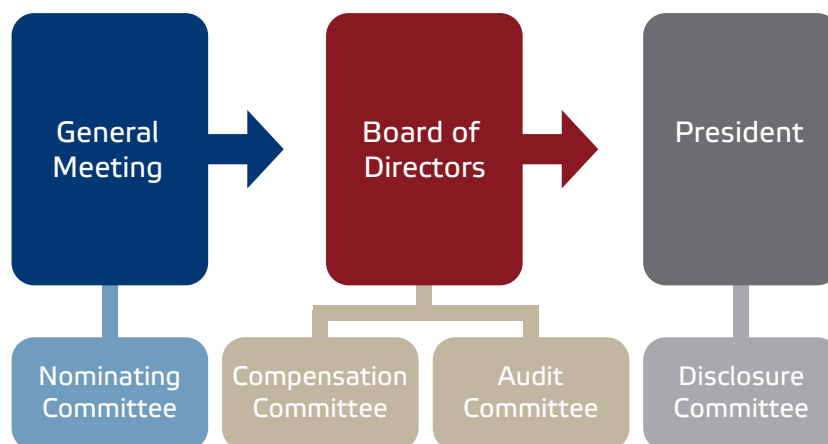 General
Meeting
Board of
Directors
President
Nominating
Committee
Compensation
Committee
Audit
Committee
Disclosure
Committee